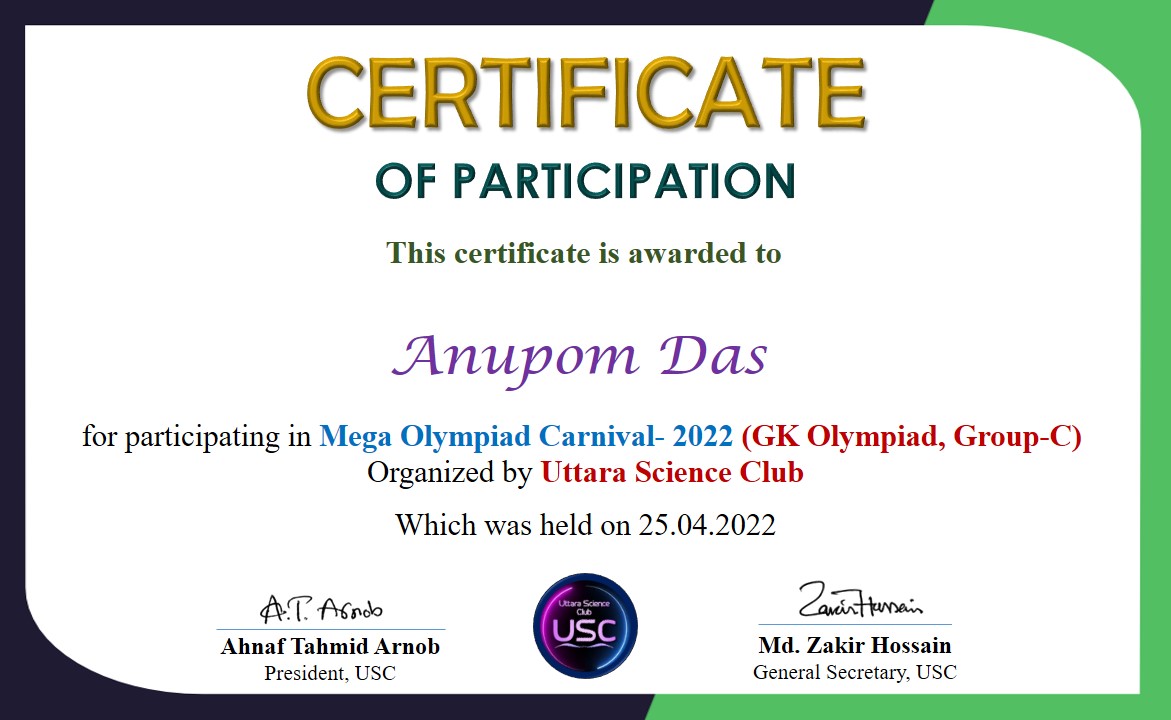 CERTIFICATE
OF PARTICIPATION
This certificate is awarded to
Anupom Das
for participating in Mega Olympiad Carnival- 2022 (GK Olympiad, Group-C)
Organized by Uttara Science Club
Which was held on 25.04.2022
A.T. Arnob
Ahnaf Tahmid Arnob
President, USC
Uttara Science
Club
USC
Zakir Hossain
Md. Zakir Hossain
General Secretary, USC